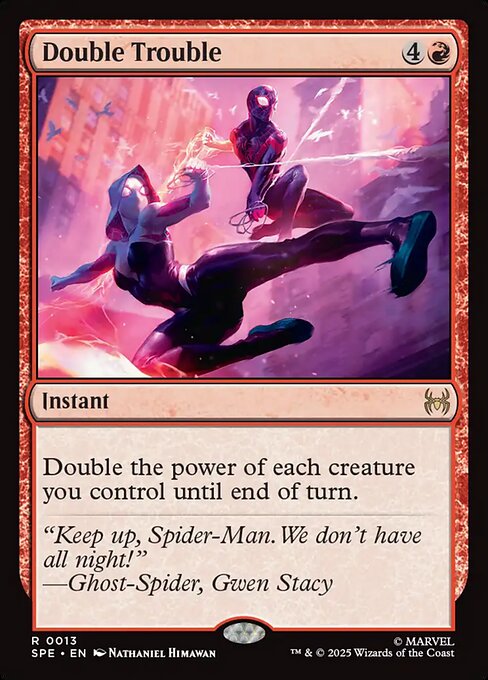 Double Trouble 4
Instant
Double the power of each creature
you control until end of turn.
“Keep up, Spider-Man. We don’t have
all night!”
—Ghost-Spider, Gwen Stacy
R 0013
SPE • EN Nathaniel Himawan
© MARVEL
™ & © 2025 Wizards of the Coast